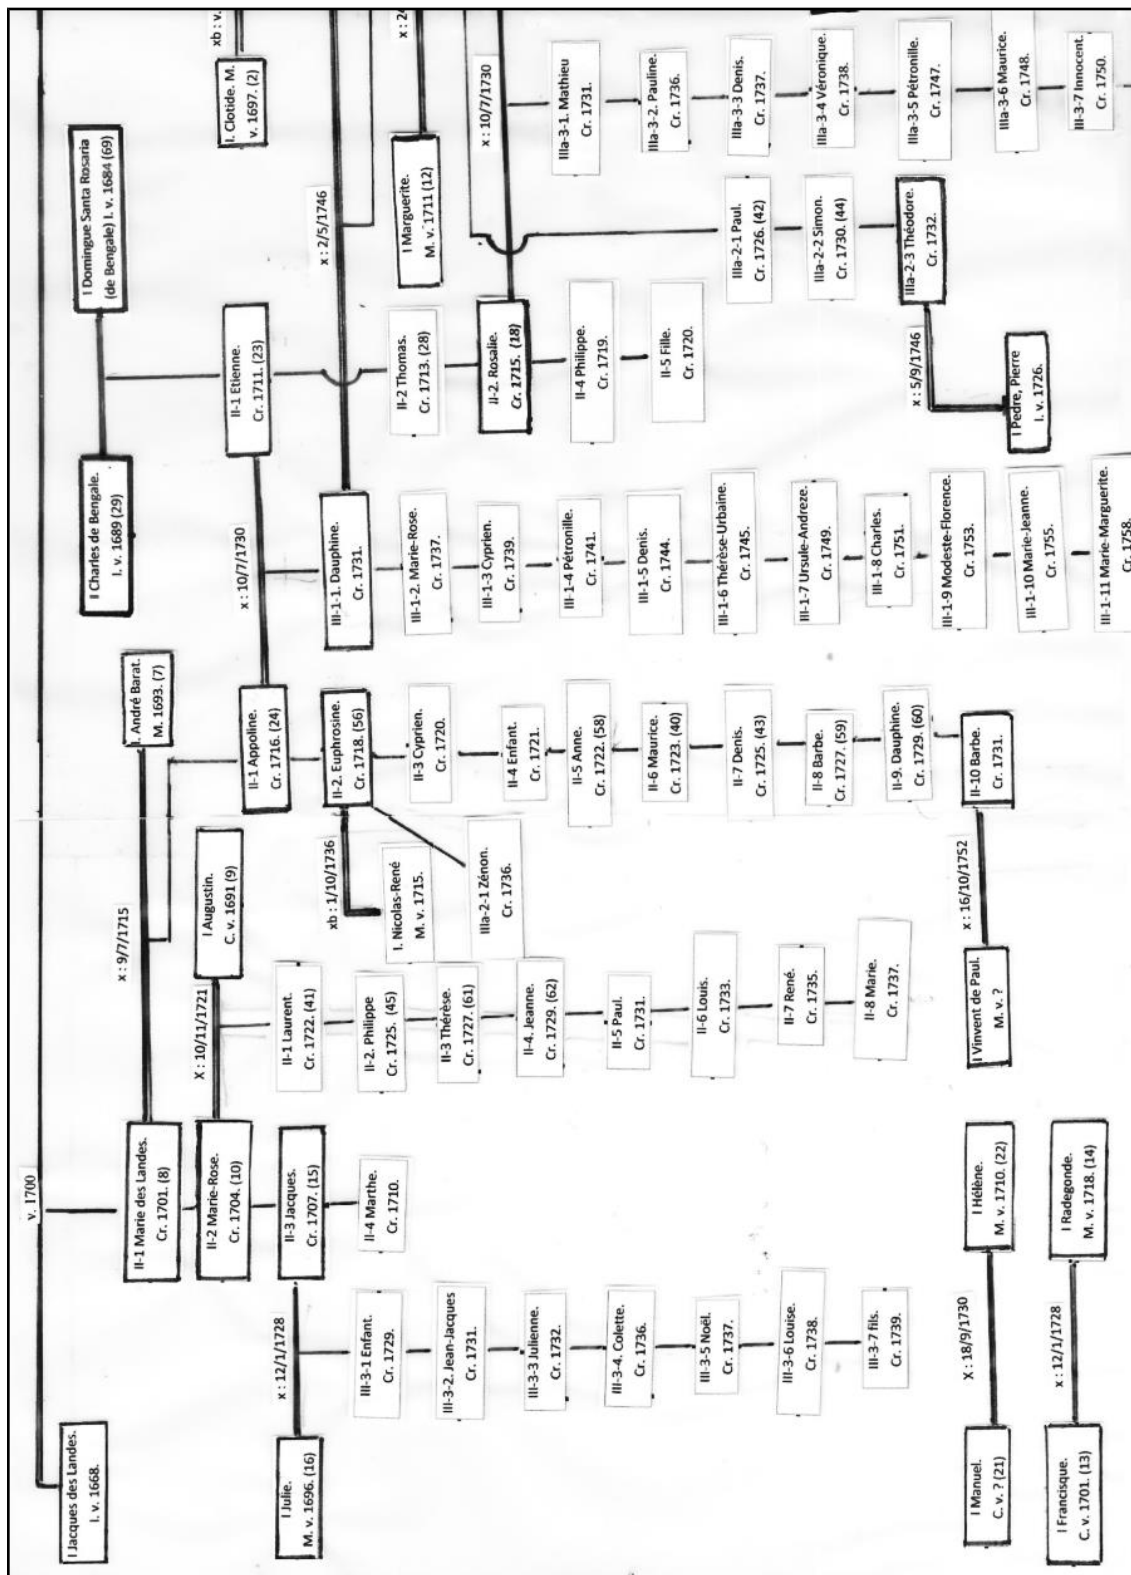 v. 1700
I Jacques des Landes.
I. v. 1668.
II-1 Marie des Landes.
Cr. 1701. (8)
x : 9/7/1715
I. André Barat.
M. 1693. (7)
I Charles de Bengale.
I. v. 1689 (29)
I Domingue Santa Rosaria
(de Bengale) I. v. 1684 (69)
xb : v.
I. Clotide. M.
v. 1697. (2)
II-2 Marie-Rose.
Cr. 1704. (10)
X : 10/11/1721
I Augustin.
C. v. 1691 (9)
II-3 Jacques.
Cr. 1707. (15)
II-4 Marthe.
Cr. 1710.
x : 12/1/1728
I Julie.
M. v. 1696. (16)
III-3-1 Enfant.
Cr. 1729.
III-3-2. Jean-Jacques
Cr. 1731.
III-3-3 Julienne.
Cr. 1732.
III-3-4. Colette.
Cr. 1736.
III-3-5 Noël.
Cr. 1737.
III-3-6 Louise.
Cr. 1738.
III-3-7 fils.
Cr. 1739.
II-1 Laurent.
Cr. 1722. (41)
II-2. Philippe
Cr. 1725. (45)
II-3 Thérèse.
Cr. 1727. (61)
II-4. Jeanne.
Cr. 1729. (62)
II-5 Paul.
Cr. 1731.
II-6 Louis.
Cr. 1733.
II-7 René.
Cr. 1735.
II-8 Marie.
Cr. 1737.
II-1 Appoline.
Cr. 1716. (24)
II-2. Euphrosine.
Cr. 1718. (56)
xb : 1/10/1736
I. Nicolas-René
M. v. 1715.
IIIa-2-1 Zénon.
Cr. 1736.
II-3 Cyprien.
Cr. 1720.
II-4 Enfant.
Cr. 1721.
II-5 Anne.
Cr. 1722. (58)
II-6 Maurice.
Cr. 1723. (40)
II-7 Denis.
Cr. 1725. (43)
II-8 Barbe.
Cr. 1727. (59)
II-9. Dauphine.
Cr. 1729. (60)
II-10 Barbe.
Cr. 1731.
x : 16/10/1752
I Vinvent de Paul.
M. v. ?
x : 10/7/1730
II-1 Etienne.
Cr. 1711. (23)
II-2 Thomas.
Cr. 1713. (28)
II-2. Rosalie.
Cr. 1715. (18)
II-4 Philippe.
Cr. 1719.
II-5 Fille.
Cr. 1720.
III-1-1. Dauphine.
Cr. 1731.
x : 2/5/1746
III-1-2. Marie-Rose.
Cr. 1737.
III-1-3 Cyprien.
Cr. 1739.
III-1-4 Pétronille.
Cr. 1741.
III-1-5 Denis.
Cr. 1744.
III-1-6 Thérèse-Urbaine.
Cr. 1745.
III-1-7 Ursule-Andreze.
Cr. 1749.
III-1-8 Charles.
Cr. 1751.
III-1-9 Modeste-Florence.
Cr. 1753.
III-1-10 Marie-Jeanne.
Cr. 1755.
III-1-11 Marie-Marguerite.
Cr. 1758.
x : 24
I Marguerite.
M. v. 1711 (12)
x : 10/7/1730
IIIa-2-1 Paul.
Cr. 1726. (42)
IIIa-2-2 Simon.
Cr. 1730. (44)
IIIa-2-3 Théodore.
Cr. 1732.
x : 5/9/1746
I Pedre, Pierre
I. v. 1726.
IIIa-3-1. Mathieu
Cr. 1731.
IIIa-3-2. Pauline.
Cr. 1736.
IIIa-3-3 Denis.
Cr. 1737.
IIIa-3-4 Véronique.
Cr. 1738.
IIIa-3-5 Pétronille.
Cr. 1747.
IIIa-3-6 Maurice.
Cr. 1748.
III-3-7 Innocent.
Cr. 1750.
I Manuel.
C. v. ? (21)
X : 18/9/1730
I Hélène.
M. v. 1710. (22)
I Francisque.
C. v. 1701. (13)
x : 12/1/1728
I Radegonde.
M. v. 1718. (14)